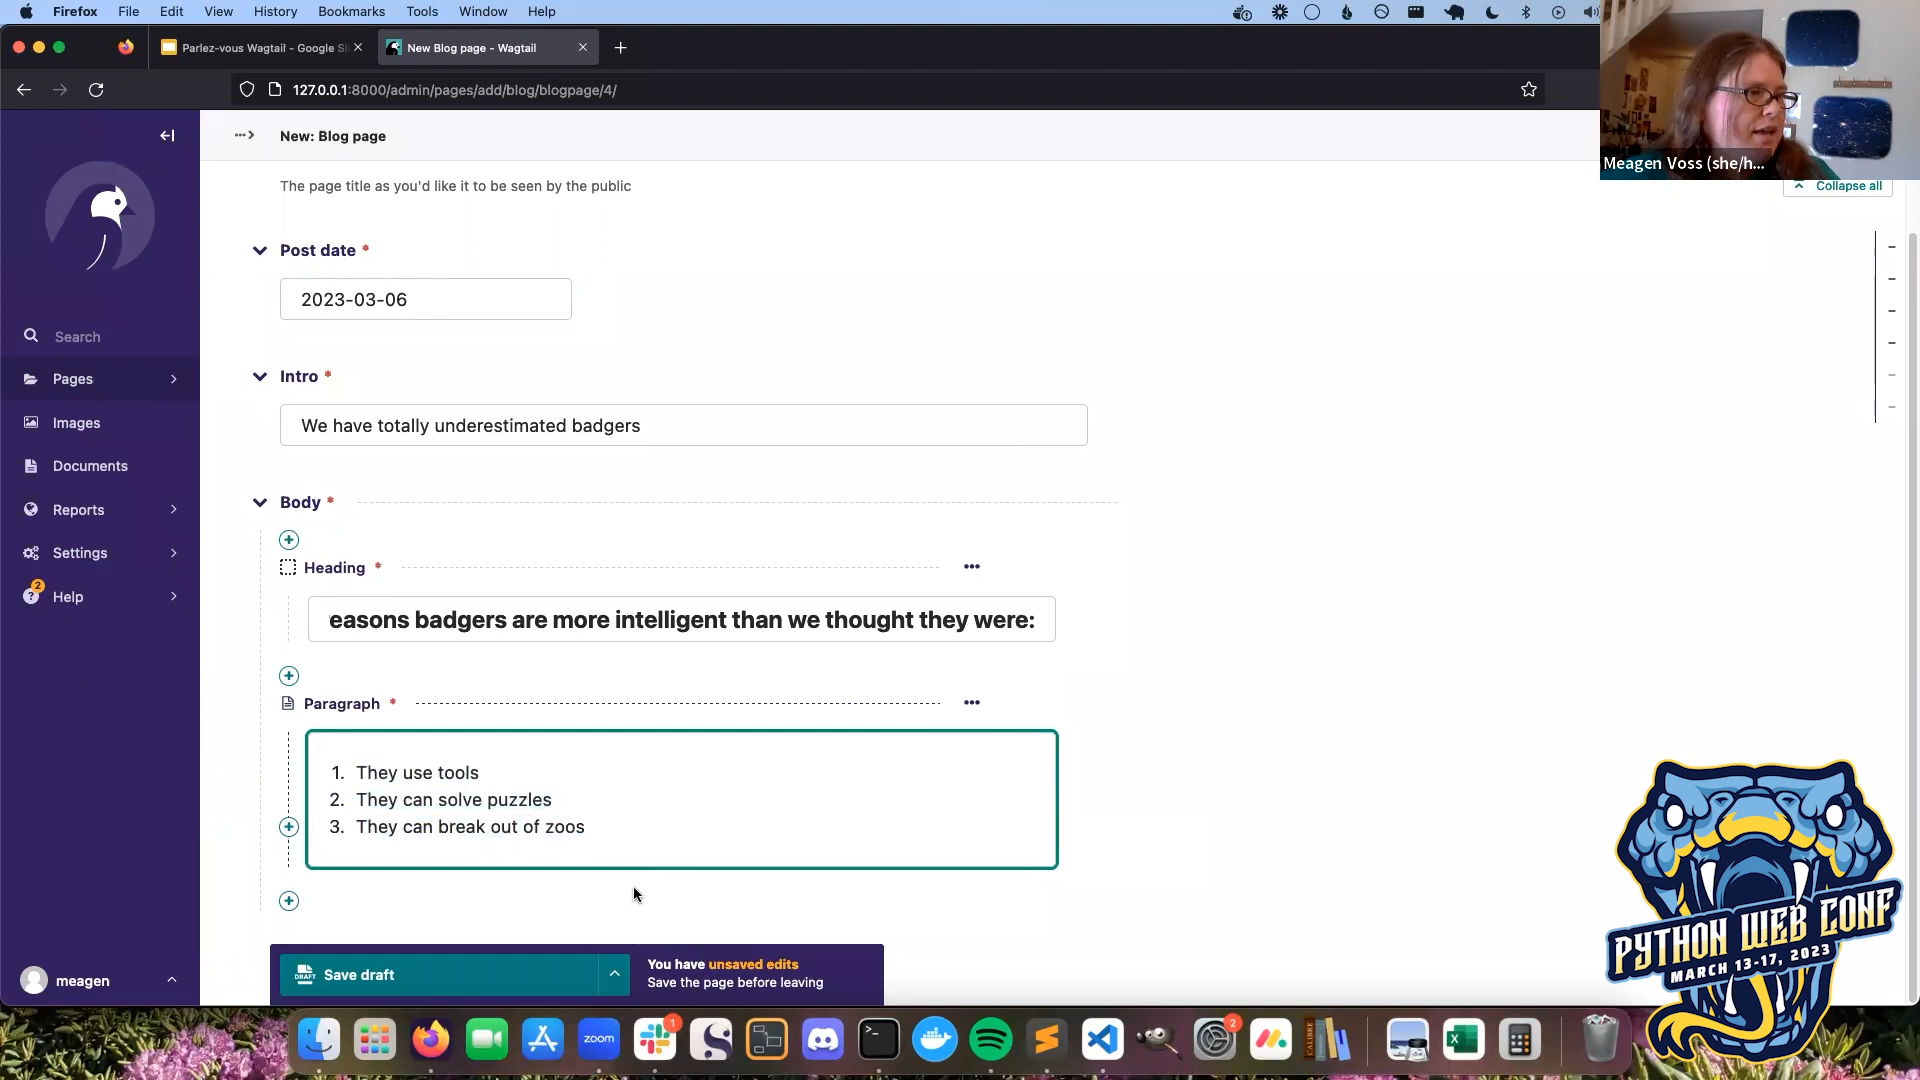 Firefox File Edit View History Bookmarks Tools Window Help
Parlez-vous Wagtail - Google Sl
New Blog page - Wagtail
127.0.0.1:8000/admin/pages/add/blog/blogpage/4/
New: Blog page
Meagen Voss (she/h...
The page title as you'd like it to be seen by the public
Collapse all
Post date *
2023-03-06
Search
Pages
Images
Documents
Reports
Settings
2
Help
Intro *
We have totally underestimated badgers
Body *
Heading *
easons badgers are more intelligent than we thought they were:
Paragraph *
1. They use tools
2. They can solve puzzles
3. They can break out of zoos
DRAFT
Save draft
You have unsaved edits
Save the page before leaving
meagen
PYTHON WEB CONF
MARCH 13-17, 2023
zoom
1
2
CALIBRE